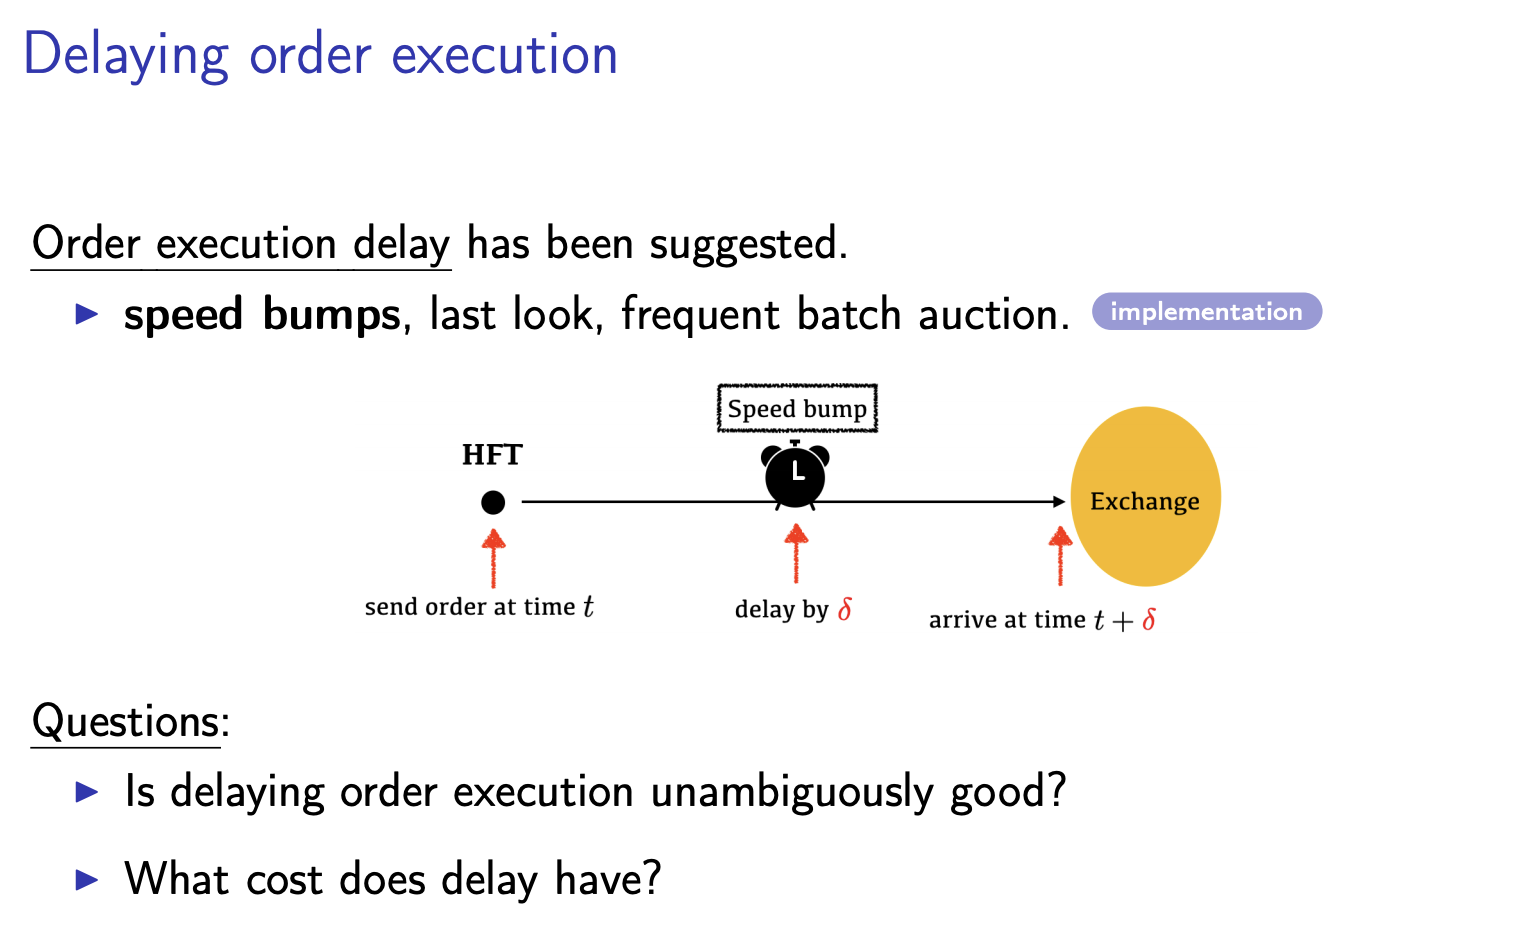 Delaying order execution
Order execution delay has been suggested.
▶ speed bumps, last look, frequent batch auction. implementation
Speed bump
HFT
Exchange
send order at time t
delay by δ
arrive at time t + δ
Questions:
▶ Is delaying order execution unambiguously good?
▶ What cost does delay have?